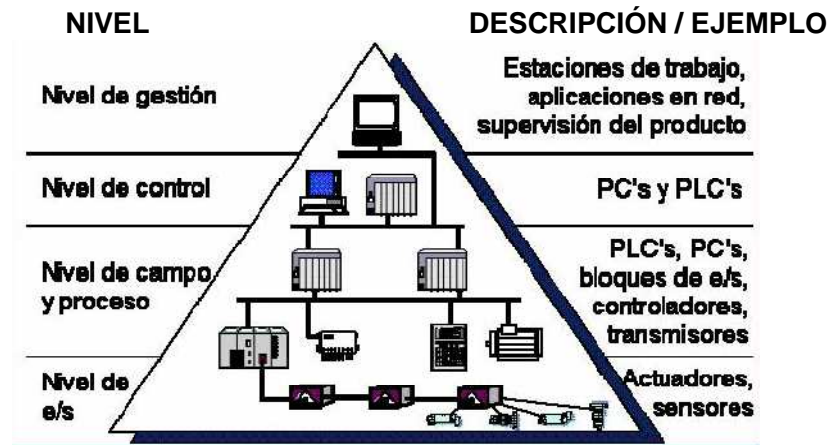 NIVEL
DESCRIPCIÓN / EJEMPLO
Nivel de gestión
Estaciones de trabajo,
aplicaciones en red,
supervisión del producto
Nivel de control
PC's y PLC's
Nivel de campo
y proceso
PLC's, PC's,
bloques de e/s,
controladores,
transmisores
Nivel de
e/s
Actuadores,
sensores